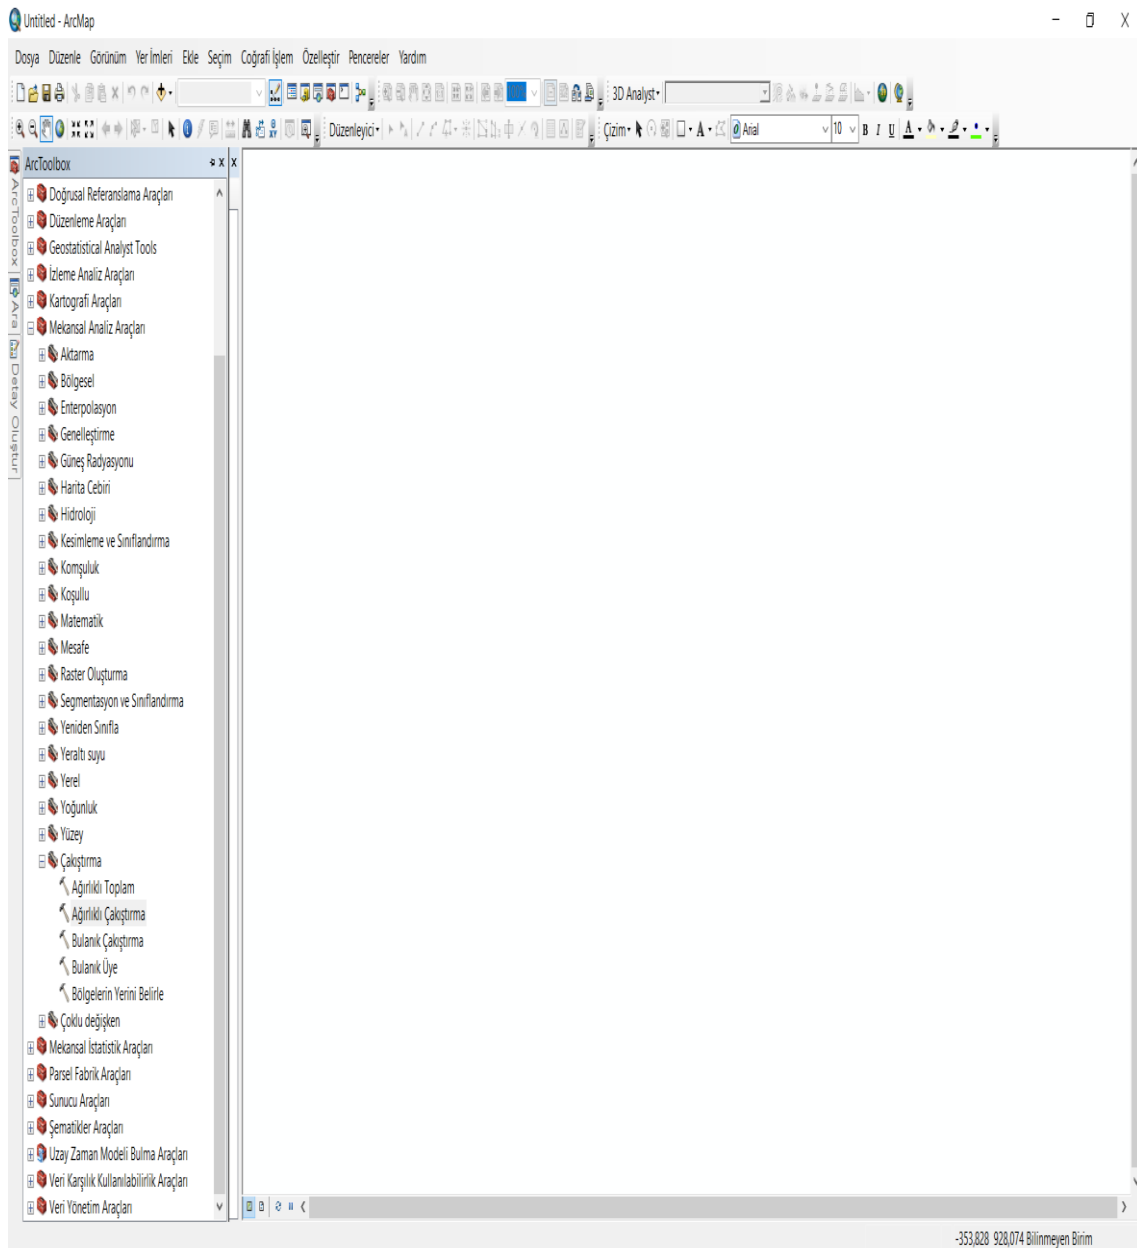 Untitled - ArcMap
Dosya Düzenle Görünüm Yer İmleri Ekle Seçim Coğrafi İşlem Özelleştir Pencereler Yardım
3D Analyst
Düzenleyici Çizim A Arial 10 B I U A
ArcToolbox
ArcToolbox
Ara
Detay Oluştur
Doğrusal Referanslama Araçları
Düzenleme Araçları
Geostatistical Analyst Tools
İzleme Analiz Araçları
Kartografi Araçları
Mekansal Analiz Araçları
Aktarma
Bölgesel
Enterpolasyon
Genelleştirme
Güneş Radyasyonu
Harita Cebiri
Hidroloji
Kesimleme ve Sınıflandırma
Komşuluk
Koşullu
Matematik
Mesafe
Raster Oluşturma
Segmentasyon ve Sınıflandırma
Yeniden Sınıfla
Yeraltı suyu
Yerel
Yoğunluk
Yüzey
Çakıştırma
Ağırlıklı Toplam
Ağırlıklı Çakıştırma
Bulanık Çakıştırma
Bulanık Üye
Bölgelerin Yerini Belirle
Çoklu değişken
Mekansal İstatistik Araçları
Parsel Fabrik Araçları
Sunucu Araçları
Şematikler Araçları
Uzay Zaman Modeli Bulma Araçları
Veri Karşılık Kullanılabilirlik Araçları
Veri Yönetim Araçları
-353,828 928,074 Bilinmeyen Birim